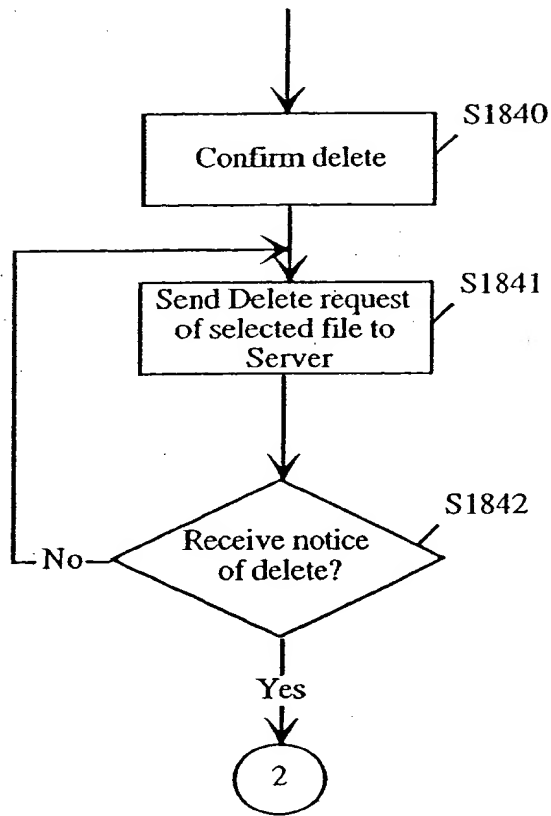 S1840
Confirm delete
S1841
Send Delete request
of selected file to
Server
S1842
Receive notice
of delete?
No
Yes
2